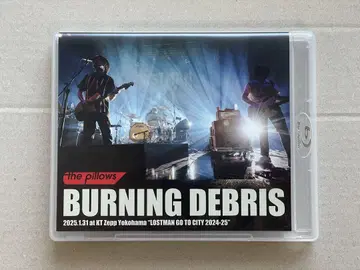 the pillows
BURNING DEBRIS
2025.1.31 at KT Zepp Yokohama "LOSTMAN GO TO CITY 2024-25"